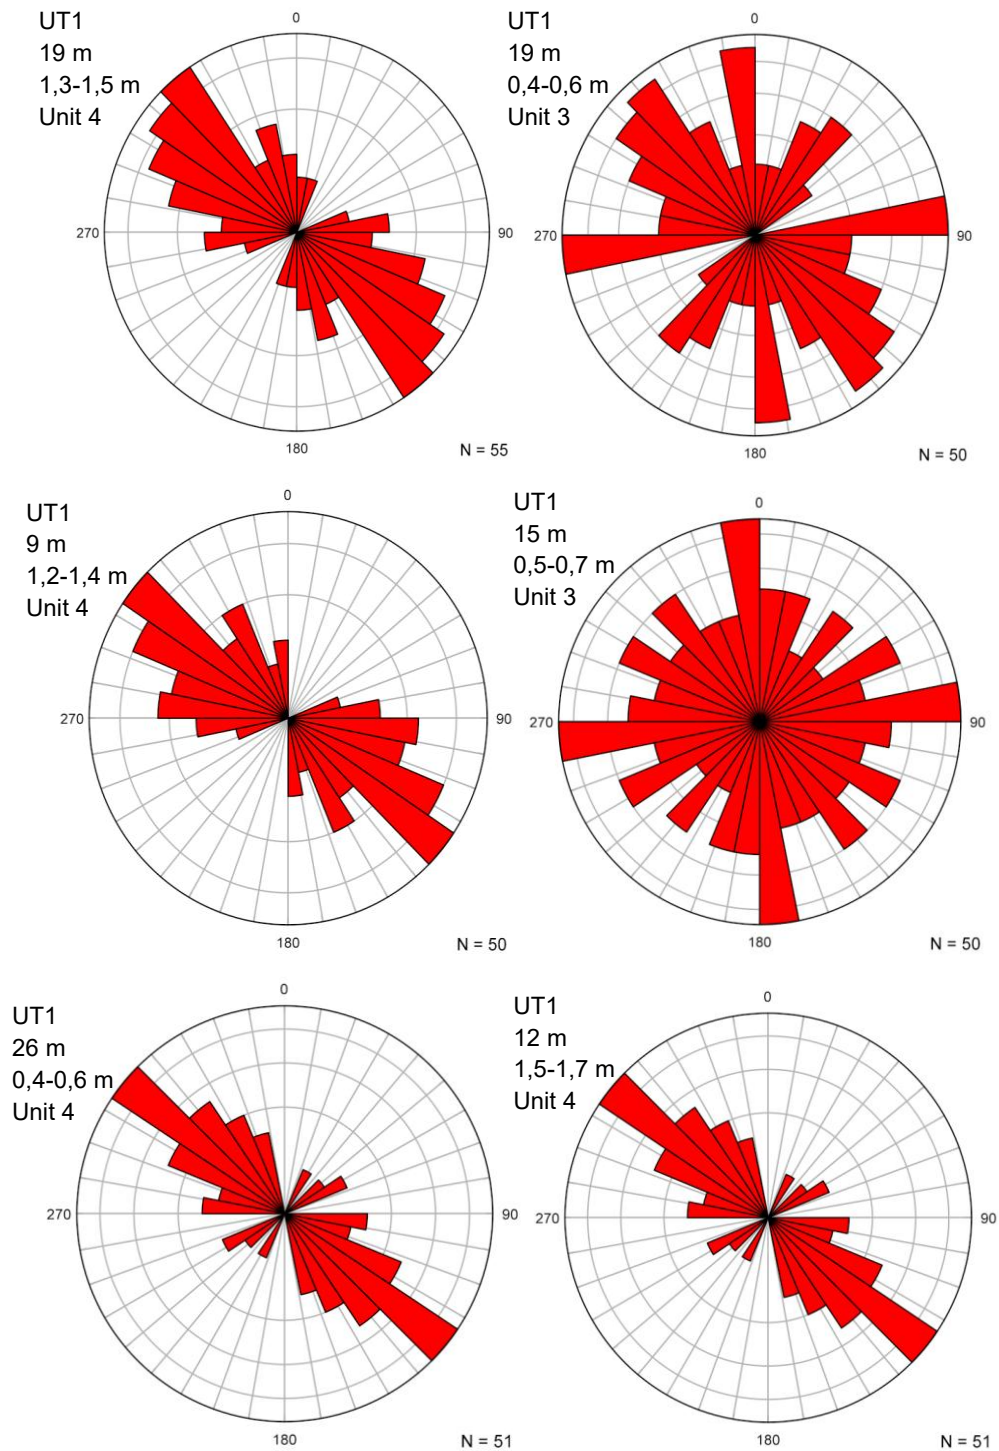 UT1
19 m
1,3-1,5 m
Unit 4
0
270
90
180
N = 55
UT1
19 m
0,4-0,6 m
Unit 3
0
270
90
180
N = 50
UT1
9 m
1,2-1,4 m
Unit 4
0
270
90
180
N = 50
UT1
15 m
0,5-0,7 m
Unit 3
0
270
90
180
N = 50
UT1
26 m
0,4-0,6 m
Unit 4
0
270
90
180
N = 51
UT1
12 m
1,5-1,7 m
Unit 4
0
270
90
180
N = 51